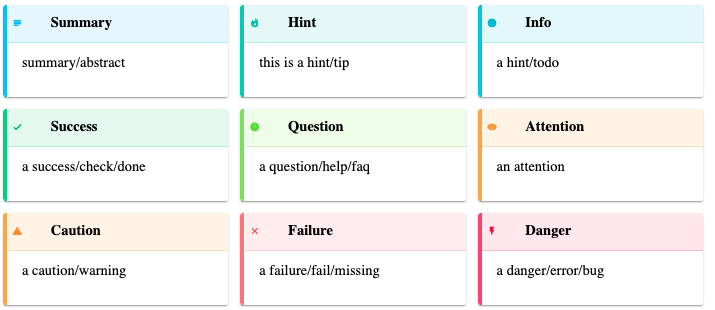 Summary
summary/abstract
Hint
this is a hint/tip
Info
a hint/todo
Success
a success/check/done
Question
a question/help/faq
Attention
an attention
Caution
a caution/warning
Failure
a failure/fail/missing
Danger
a danger/error/bug